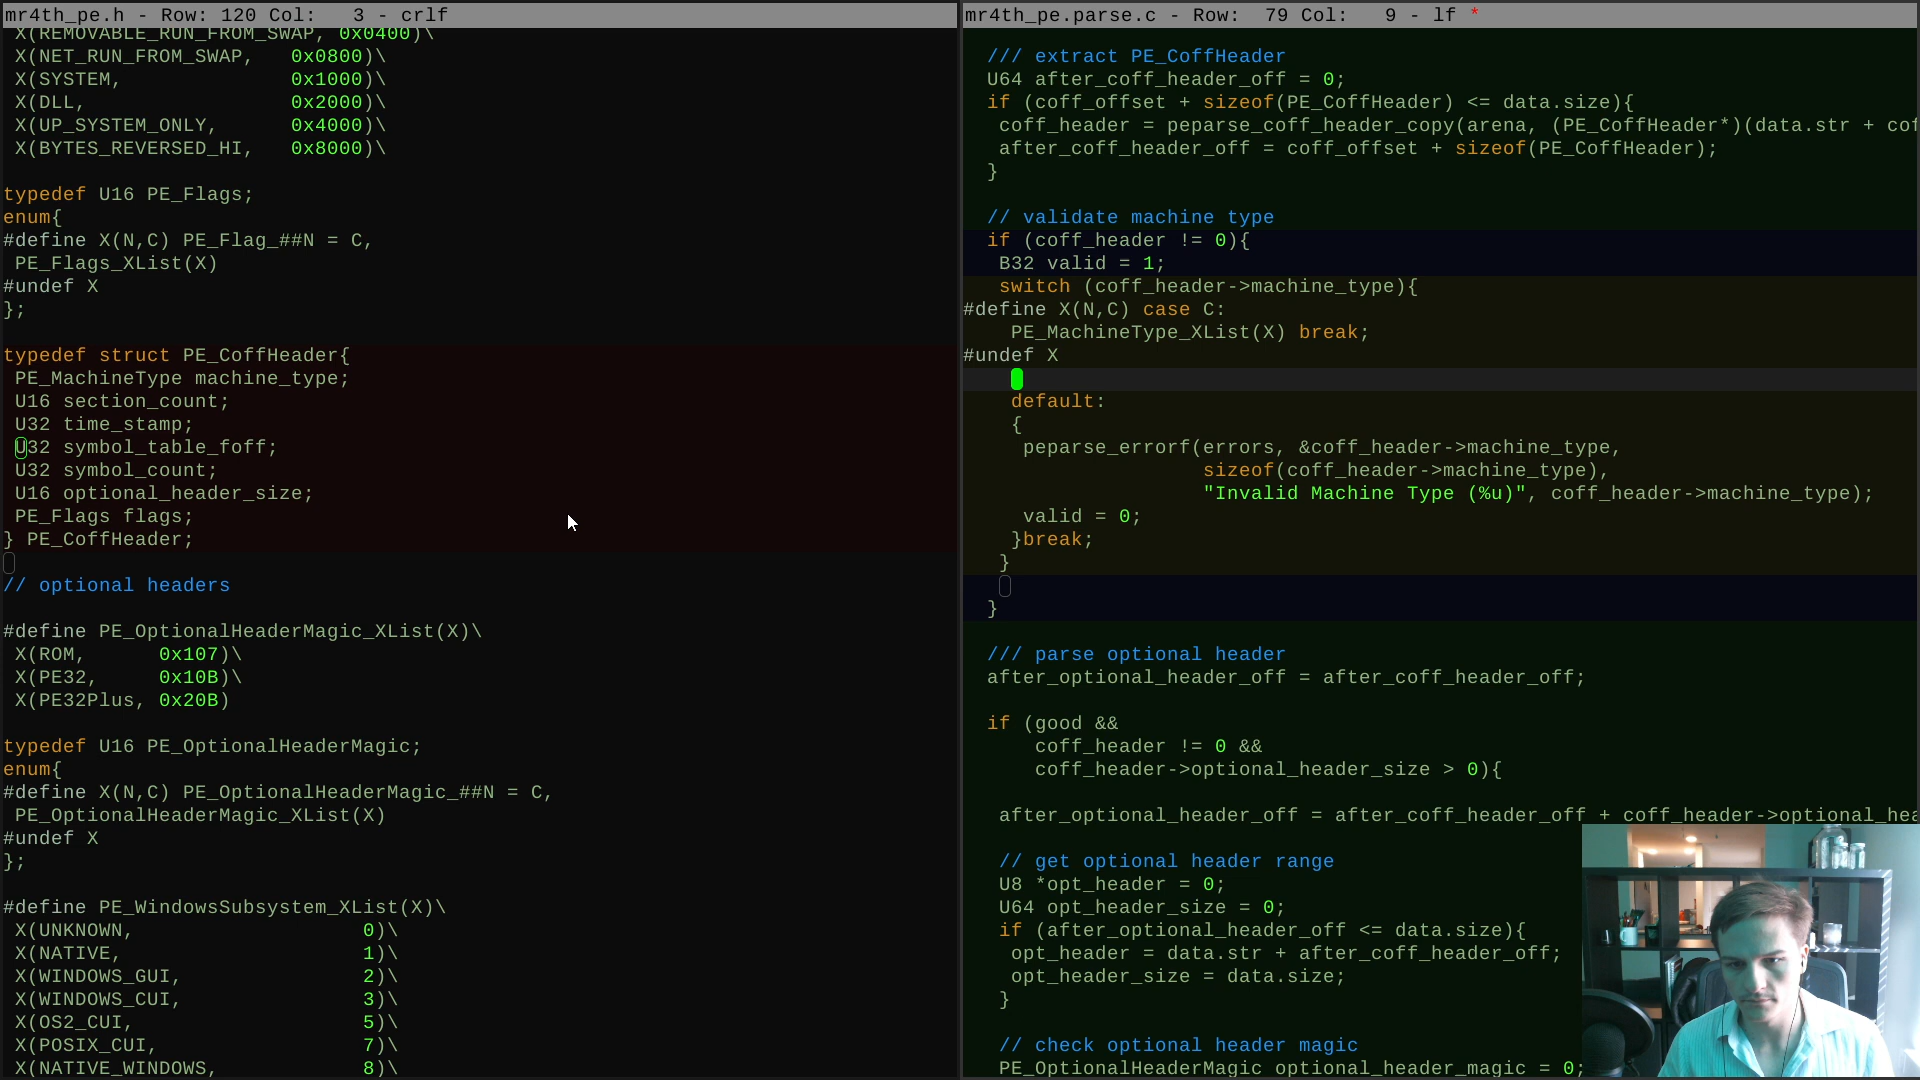 mr4th_pe.h - Row: 120 Col:   3 - crlf
 X(REMOVABLE_RUN_FROM_SWAP, 0x0400)\
 X(NET_RUN_FROM_SWAP,   0x0800)\
 X(SYSTEM,              0x1000)\
 X(DLL,                 0x2000)\
 X(UP_SYSTEM_ONLY,      0x4000)\
 X(BYTES_REVERSED_HI,   0x8000)\
typedef U16 PE_Flags;
enum{
#define X(N,C) PE_Flag_##N = C,
 PE_Flags_XList(X)
#undef X
};
typedef struct PE_CoffHeader{
 PE_MachineType machine_type;
 U16 section_count;
 U32 time_stamp;
 U32 symbol_table_foff;
 U32 symbol_count;
 U16 optional_header_size;
 PE_Flags flags;
} PE_CoffHeader;
// optional headers
#define PE_OptionalHeaderMagic_XList(X)\
 X(ROM,      0x107)\
 X(PE32,     0x10B)\
 X(PE32Plus, 0x20B)
typedef U16 PE_OptionalHeaderMagic;
enum{
#define X(N,C) PE_OptionalHeaderMagic_##N = C,
 PE_OptionalHeaderMagic_XList(X)
#undef X
};
#define PE_WindowsSubsystem_XList(X)\
 X(UNKNOWN,                   0)\
 X(NATIVE,                    1)\
 X(WINDOWS_GUI,               2)\
 X(WINDOWS_CUI,               3)\
 X(OS2_CUI,                   5)\
 X(POSIX_CUI,                 7)\
 X(NATIVE_WINDOWS,            8)\
mr4th_pe.parse.c - Row:  79 Col:   9 - lf *
  /// extract PE_CoffHeader
  U64 after_coff_header_off = 0;
  if (coff_offset + sizeof(PE_CoffHeader) <= data.size){
   coff_header = peparse_coff_header_copy(arena, (PE_CoffHeader*)(data.str + cof
   after_coff_header_off = coff_offset + sizeof(PE_CoffHeader);
  }
  // validate machine type
  if (coff_header != 0){
   B32 valid = 1;
   switch (coff_header->machine_type){
#define X(N,C) case C:
    PE_MachineType_XList(X) break;
#undef X
    default:
    {
     peparse_errorf(errors, &coff_header->machine_type,
                    sizeof(coff_header->machine_type),
                    "Invalid Machine Type (%u)", coff_header->machine_type);
     valid = 0;
    }break;
   }
  }
  /// parse optional header
  after_optional_header_off = after_coff_header_off;
  if (good &&
      coff_header != 0 &&
      coff_header->optional_header_size > 0){
   after_optional_header_off = after_coff_header_off + coff_header->optional_hea
   // get optional header range
   U8 *opt_header = 0;
   U64 opt_header_size = 0;
   if (after_optional_header_off <= data.size){
    opt_header = data.str + after_coff_header_off;
    opt_header_size = data.size;
   }
   // check optional header magic
   PE_OptionalHeaderMagic optional_header_magic = 0;